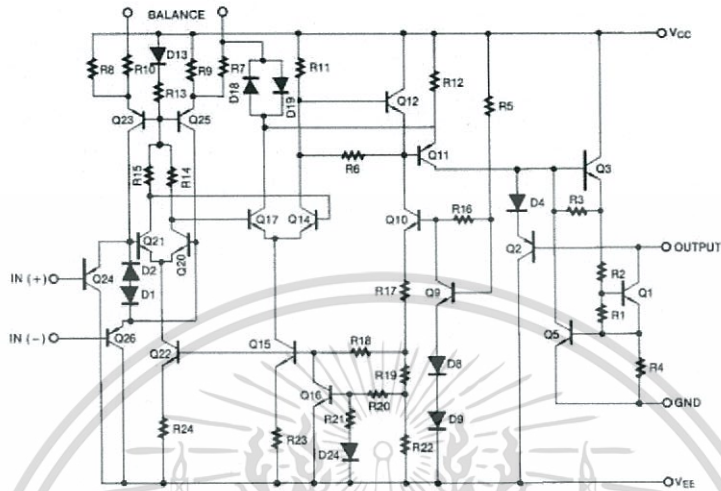 BALANCE
VCC
R8
R10
D13
R9
R7
R11
R12
R13
D18
D19
R5
Q23
Q25
Q12
Q11
Q3
R15
R14
R6
D4
R3
Q21
Q17
Q14
Q10
R16
Q2
OUTPUT
Q24
D2
Q20
IN (+)
D1
R17
Q9
R2
Q1
R1
IN (-)
Q26
Q22
Q15
R18
D8
Q5
R4
R19
Q16
R20
R21
GND
R24
R23
D24
R22
D9
VEE